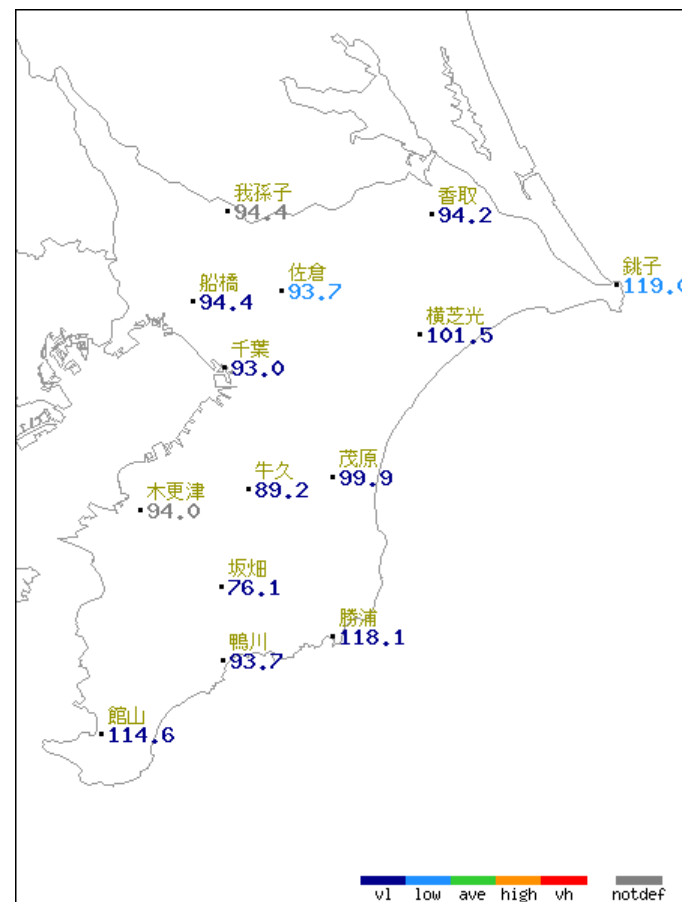 我孫子
94.4
香取
94.2
佐倉
93.7
銚子
船橋
94.4
横芝光
101.5
千葉
93.0
茂原
99.9
牛久
89.2
木更津
94.0
坂畑
76.1
勝浦
118.1
鴨川
93.7
館山
114.6
vl low ave high vh notdef